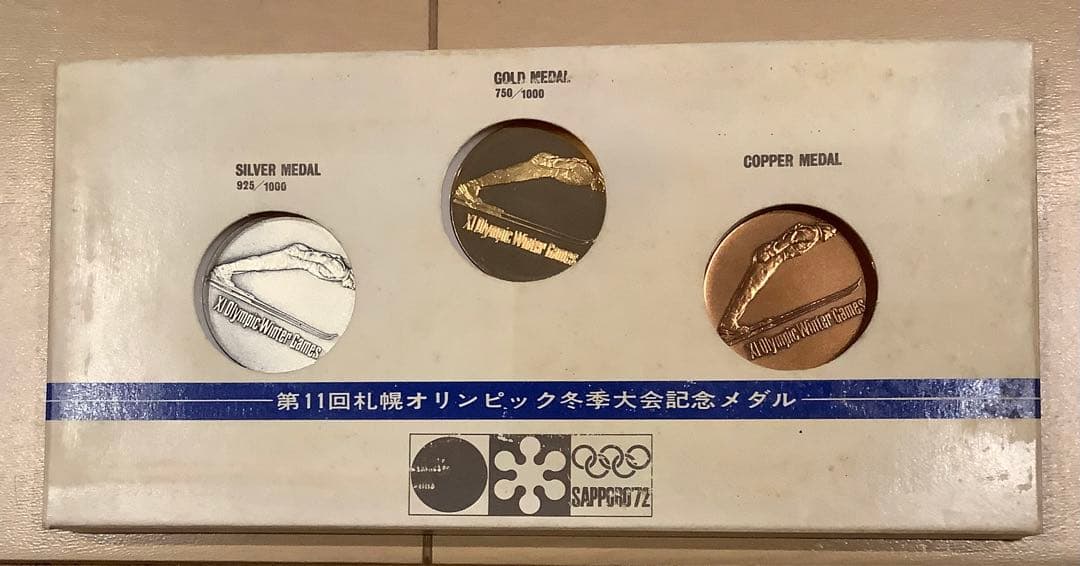 GOLD MEDAL
750/1000
SILVER MEDAL
925/1000
COPPER MEDAL
XI Olympic Winter Games
XI Olympic Winter Games
XI Olympic Winter Games
第11回札幌オリンピック冬季大会記念メダル
SAPPORO'72